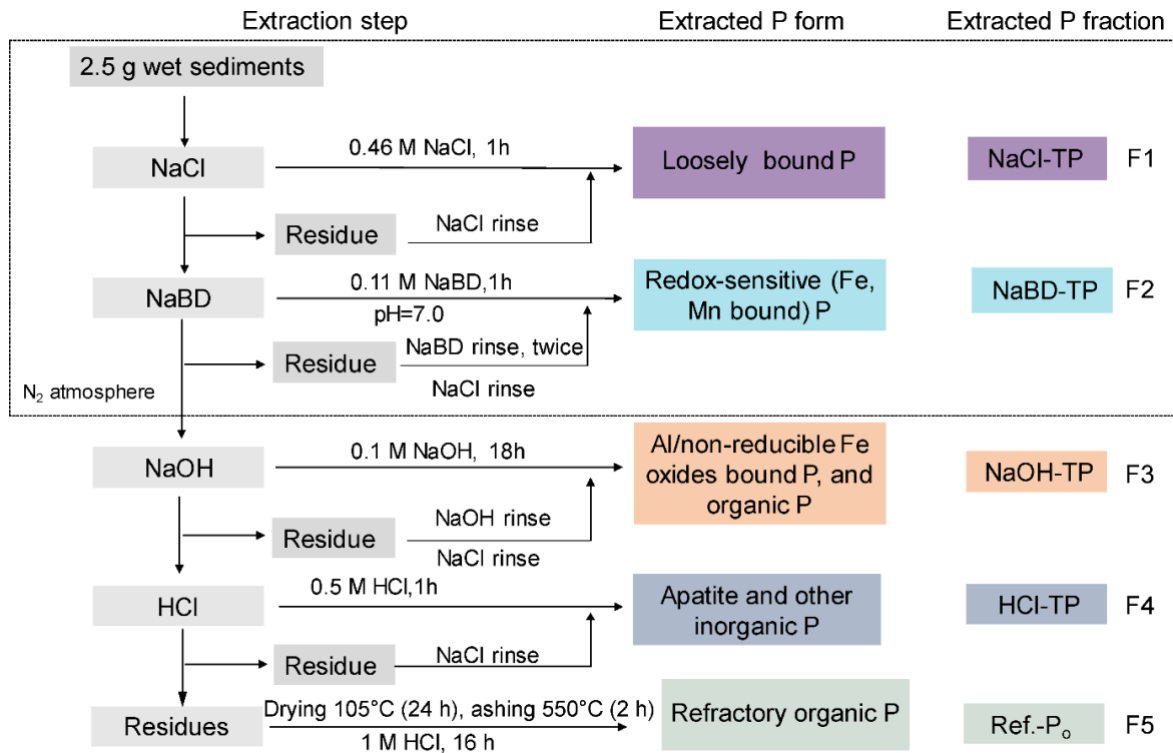 Extraction step
Extracted P form
Extracted P fraction
2.5 g wet sediments
NaCl
0.46 M NaCl, 1h
Loosely bound P
NaCl-TP
F1
Residue
NaCl rinse
NaBD
0.11 M NaBD,1h
pH=7.0
Redox-sensitive (Fe,
Mn bound) P
NaBD-TP
F2
Residue
NaBD rinse, twice
NaCl rinse
N₂ atmosphere
NaOH
0.1 M NaOH, 18h
Al/non-reducible Fe
oxides bound P, and
organic P
NaOH-TP
F3
Residue
NaOH rinse
NaCl rinse
HCl
0.5 M HCl,1h
Apatite and other
inorganic P
HCl-TP
F4
Residue
NaCl rinse
Residues
Drying 105°C (24 h), ashing 550°C (2 h)
1 M HCl, 16 h
Refractory organic P
Ref.-Pₒ
F5